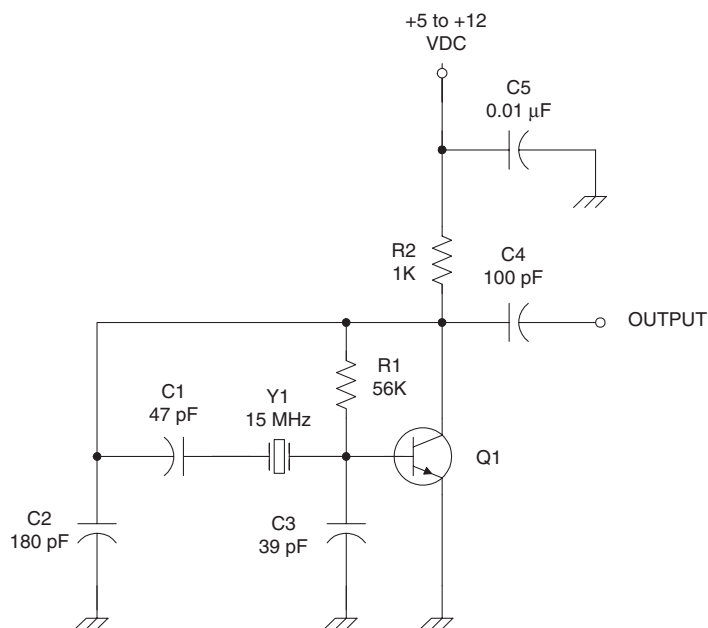 +5 to +12
VDC
C5
0.01 μF
R2
1K
C4
100 pF
OUTPUT
R1
56K
C1
47 pF
Y1
15 MHz
Q1
C2
180 pF
C3
39 pF